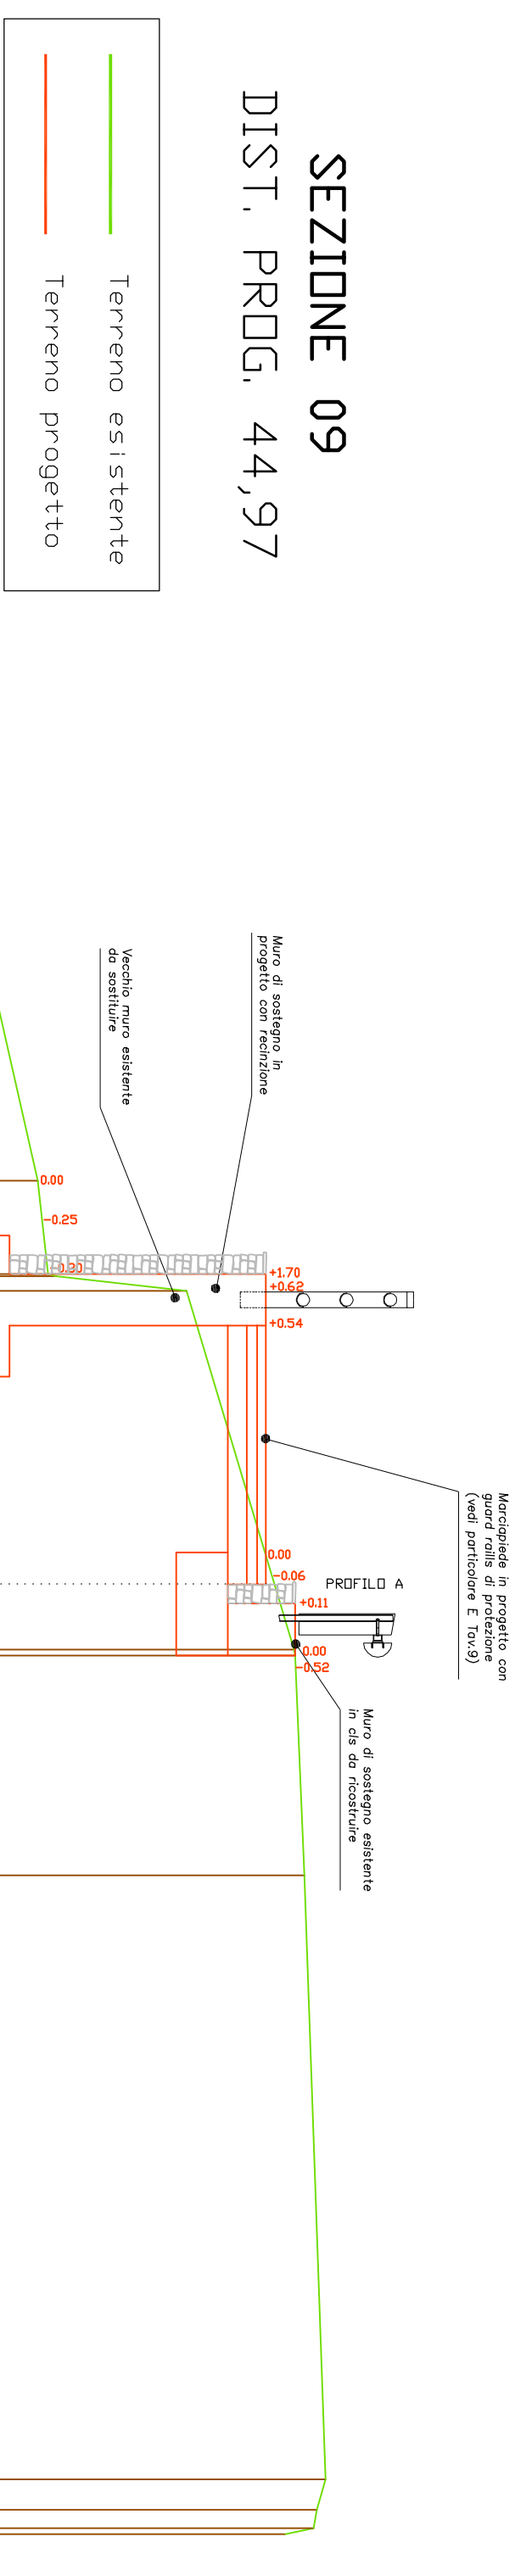 SEZIONE 09
DIST. PROG. 44,97
Terreno esistente
Terreno progetto
Marciapiede in progetto con
guard raills di protezione
(vedi particolare E Tav.9)
Muro di sostegno in
progetto con recinzione
Vecchio muro esistente
da sostituire
PROFILO A
Muro di sostegno esistente
in cls da ricostruire
0.00
-0.25
-0.30
+1.70
+0.62
+0.54
0.00
-0.06
+0.11
0.00
-0.52